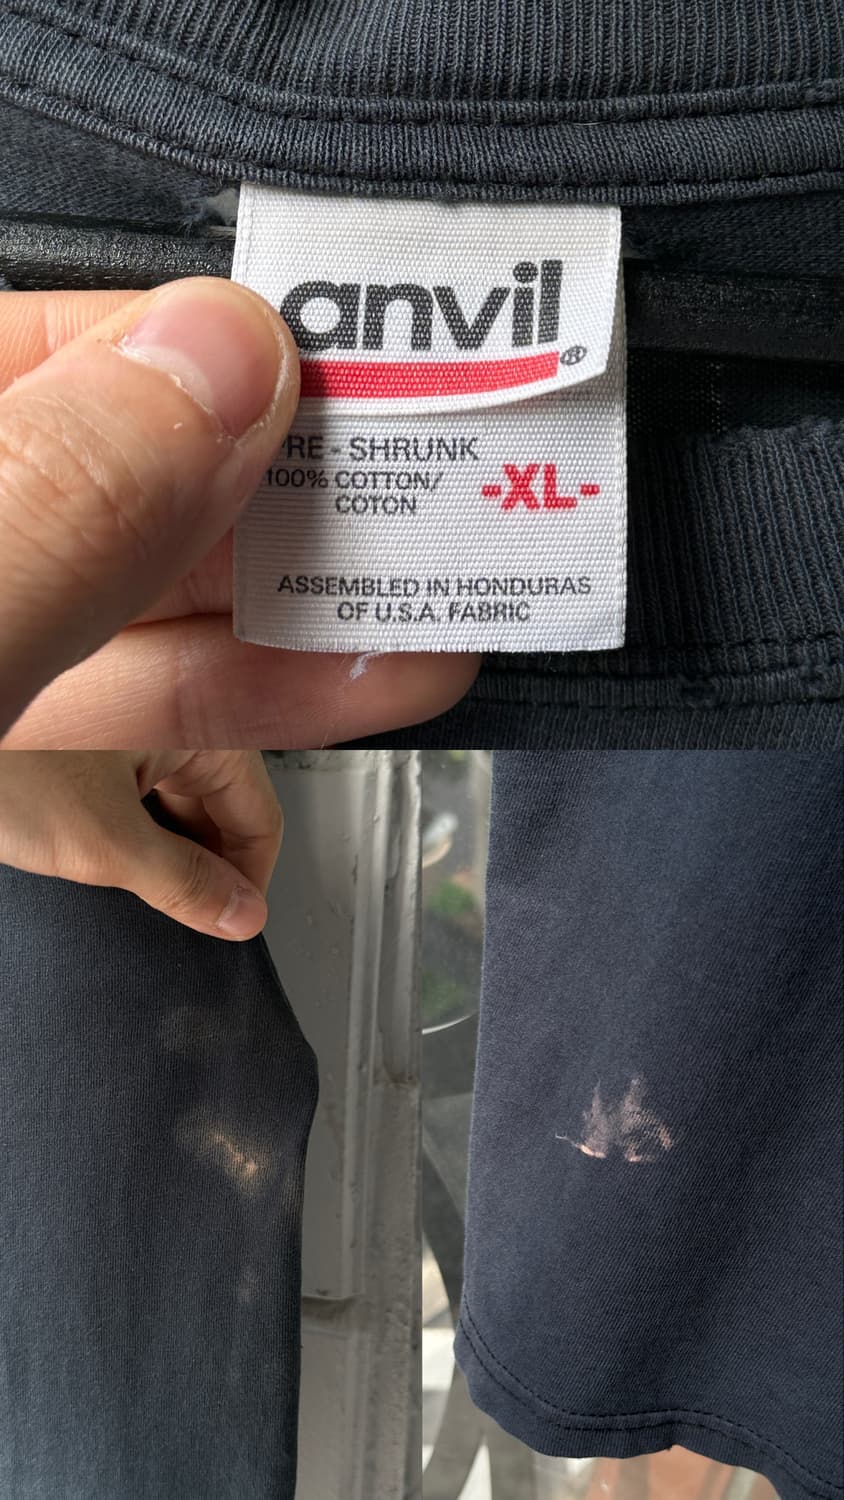 anvil®
PRE - SHRUNK
100% COTTON/
COTON
-XL-
ASSEMBLED IN HONDURAS
OF U.S.A. FABRIC